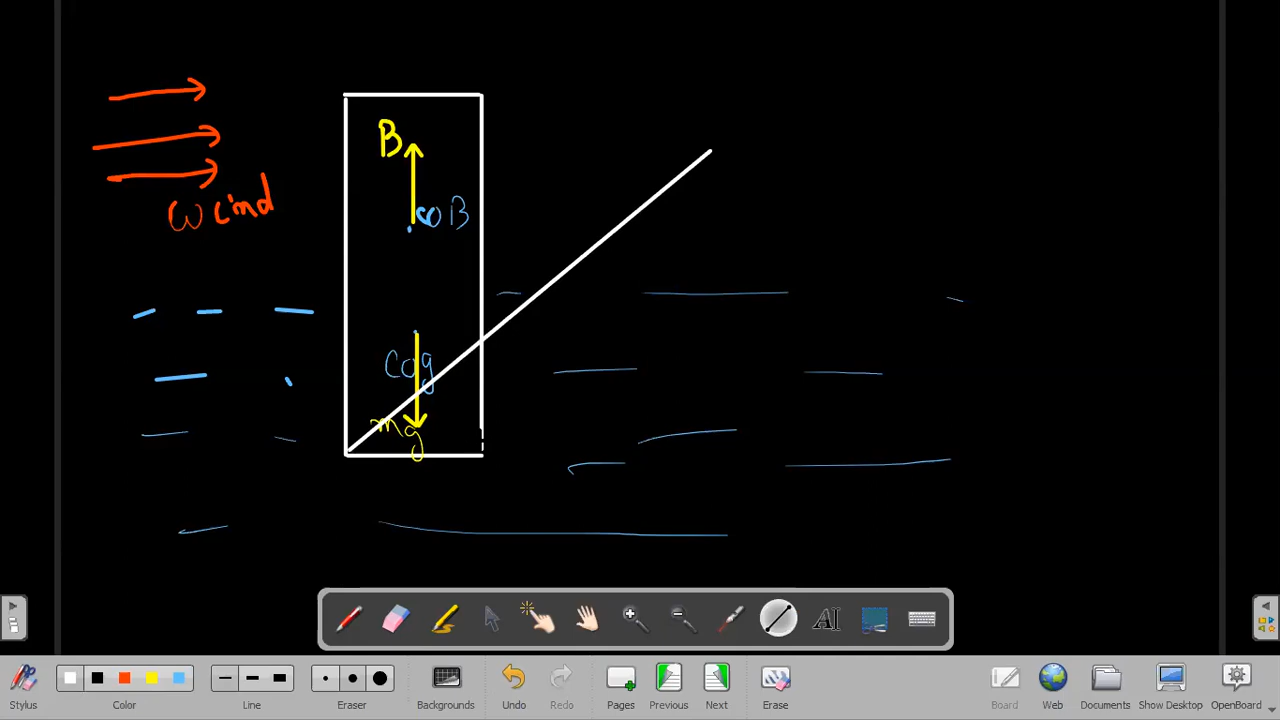 B
coB
wind
cog
mg
Stylus
Color
Line
Eraser
Backgrounds
Undo
Redo
Pages
Previous
Next
Erase
Board
Web
Documents
Show Desktop
OpenBoard
AI